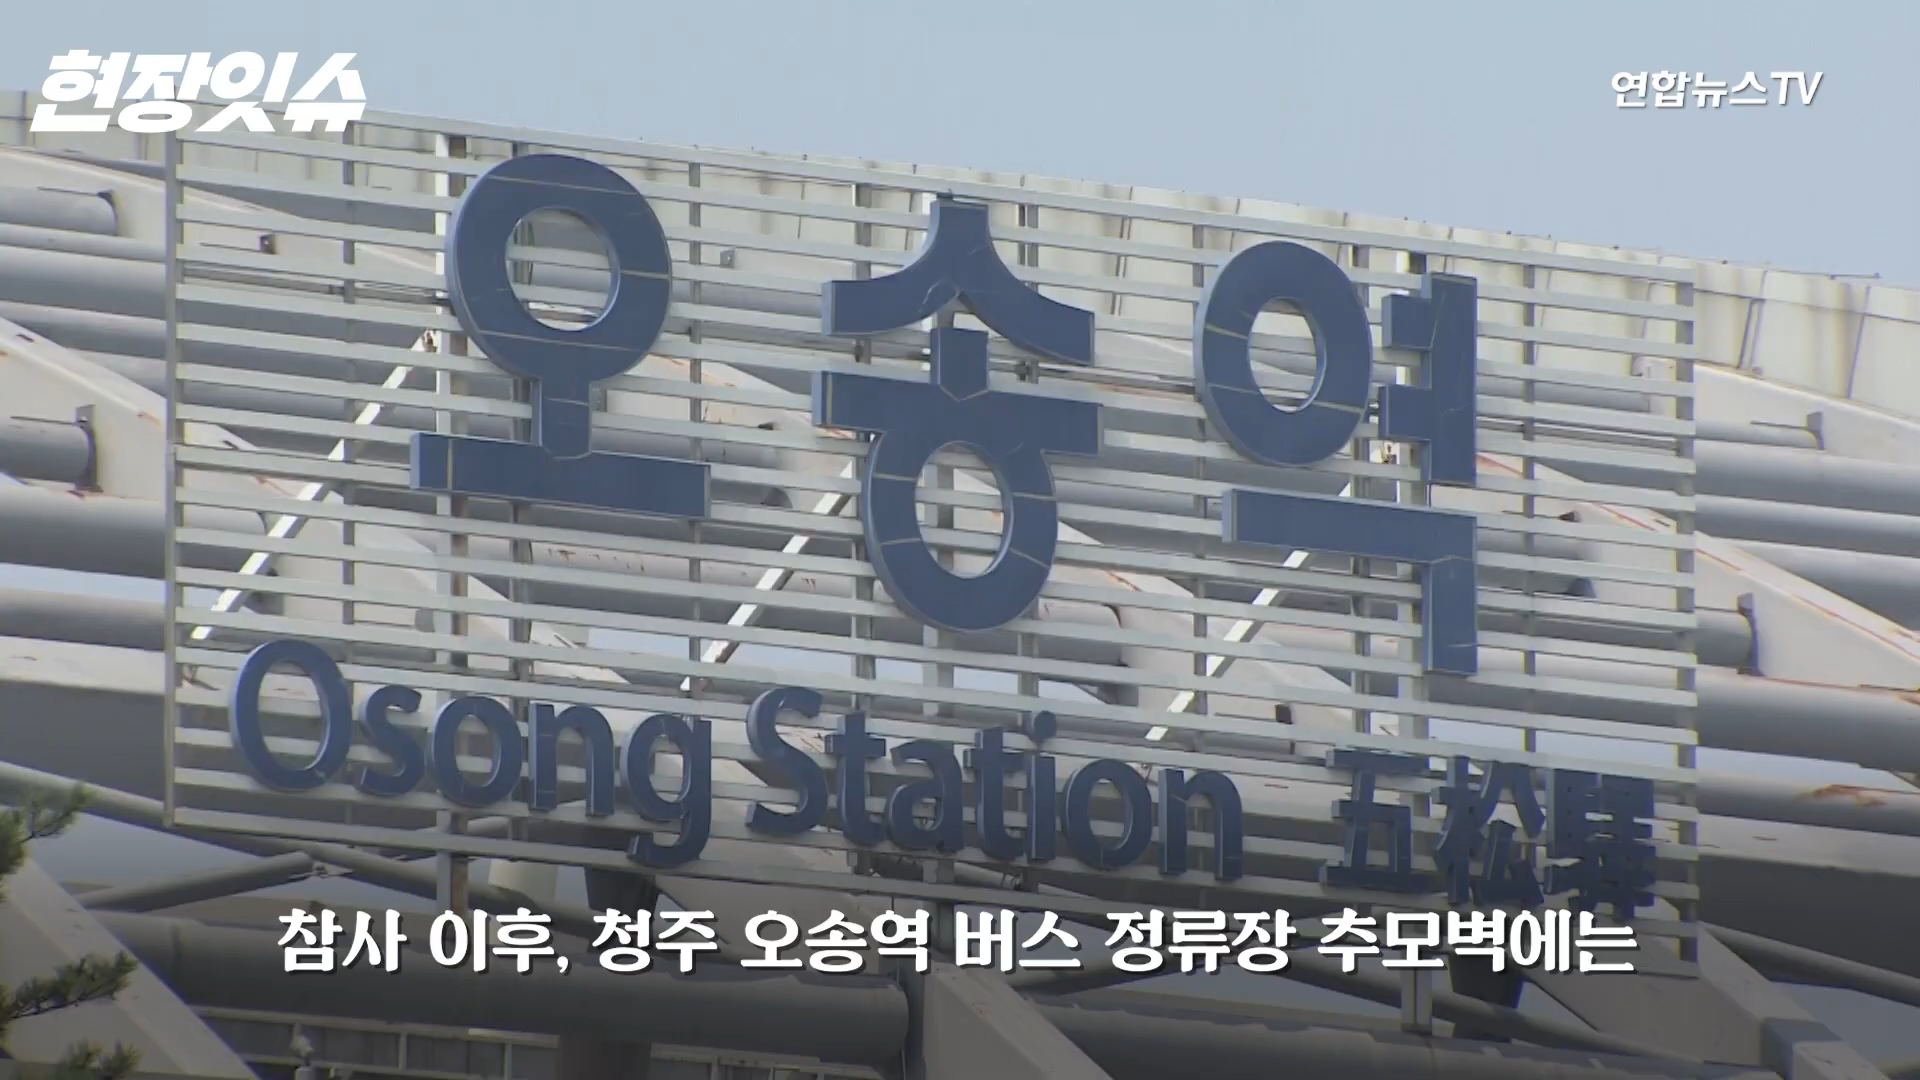 현장잇슈
연합뉴스TV
오송역
Osong Station 五松驛
참사 이후, 청주 오송역 버스 정류장 추모벽에는